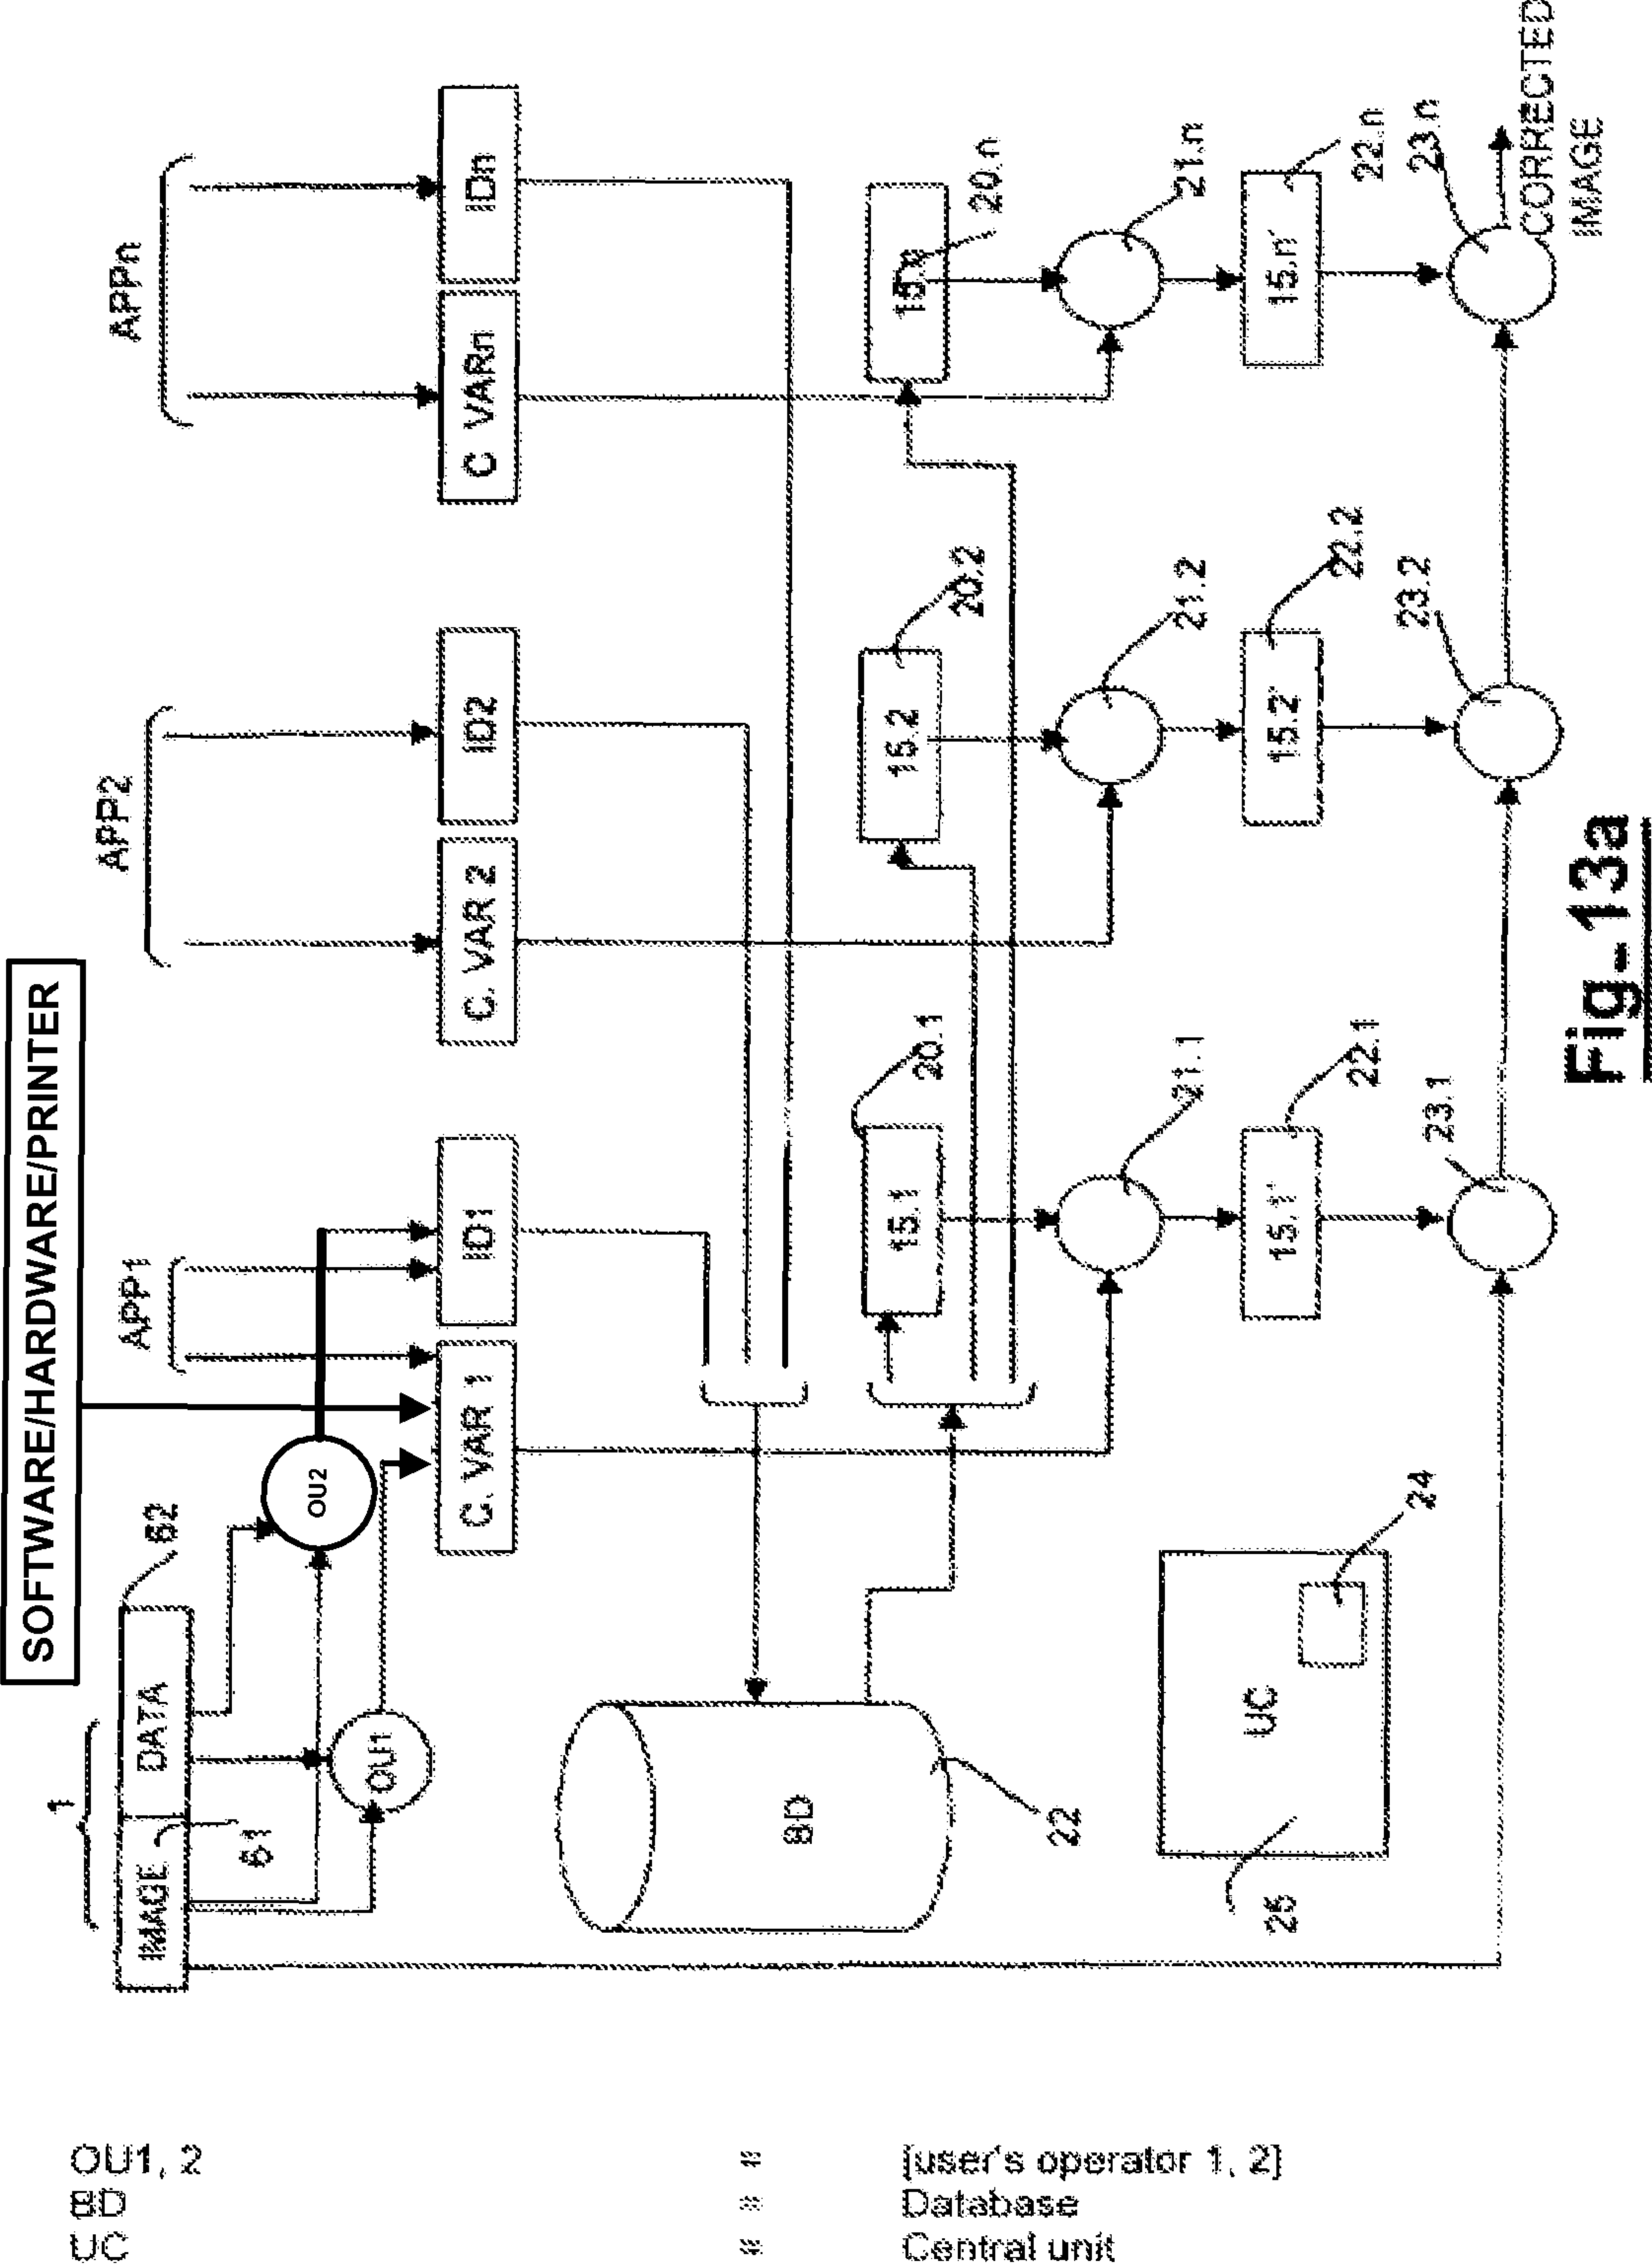 SOFTWARE/HARDWARE/PRINTER
1
IMAGE
DATA
61
62
OU1
OU2
APP1
APP2
APPn
C. VAR 1
ID1
C. VAR 2
ID2
C VARn
IDn
BD
22
15.1
20.1
15.2
20.2
20.n
21.1
21.2
21.n
15.1'
22.1
15.2'
22.2
15.n'
22.n
UC
24
25
23.1
23.2
23.n
CORRECTED
IMAGE
Fig_13a
OU1, 2 = [user's operator 1, 2]
BD = Database
UC = Central unit